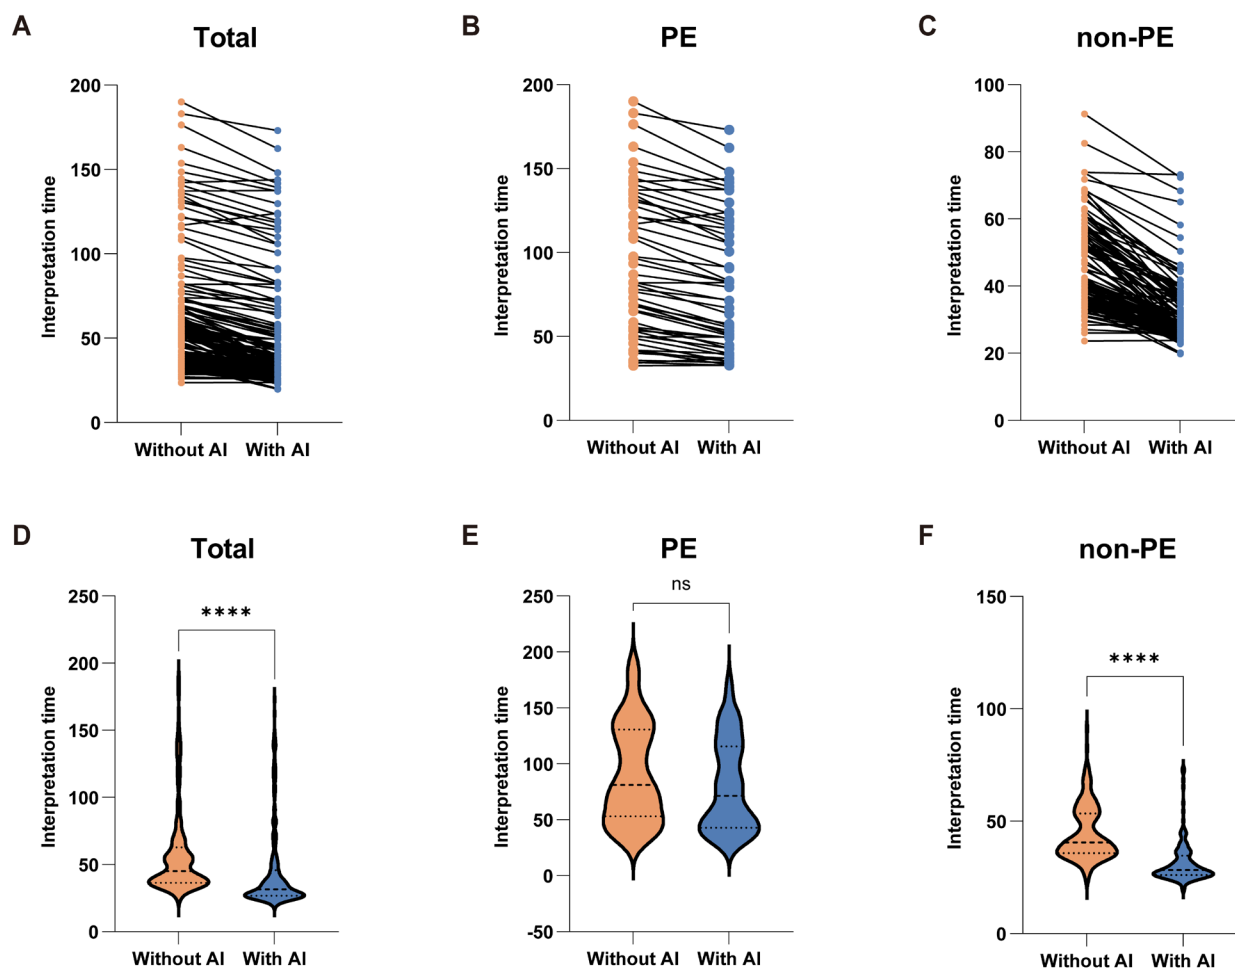 A
Total
Interpretation time
200
150
100
50
0
Without AI With AI
B
PE
Interpretation time
200
150
100
50
0
Without AI With AI
C
non-PE
Interpretation time
100
80
60
40
20
0
Without AI With AI
D
Total
Interpretation time
250
200
150
100
50
0
****
Without AI With AI
E
PE
Interpretation time
250
200
150
100
50
0
-50
ns
Without AI With AI
F
non-PE
Interpretation time
150
100
50
0
****
Without AI With AI